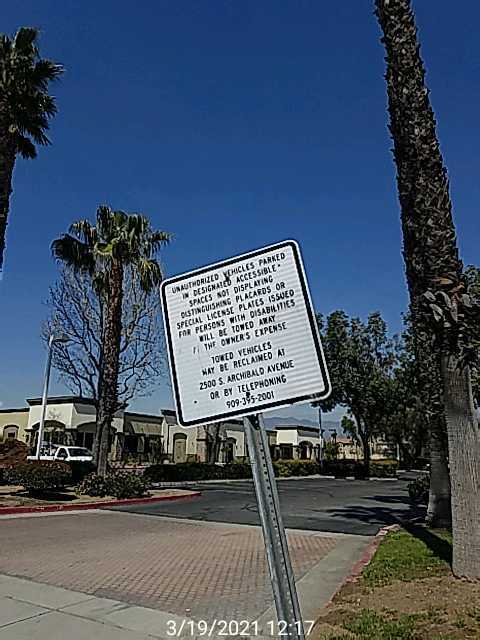 UNAUTHORIZED VEHICLES PARKED
IN DESIGNATED ACCESSIBLE
SPACES NOT DISPLAYING
DISTINGUISHING PLACARDS OR
SPECIAL LICENSE PLATES ISSUED
FOR PERSONS WITH DISABILITIES
WILL BE TOWED AWAY
THE OWNER'S EXPENSE
TOWED VEHICLES
MAY BE RECLAIMED AT
2500 S. ARCHIBALD AVENUE
OR BY TELEPHONING
909-395-2001
3/19/2021 12:17